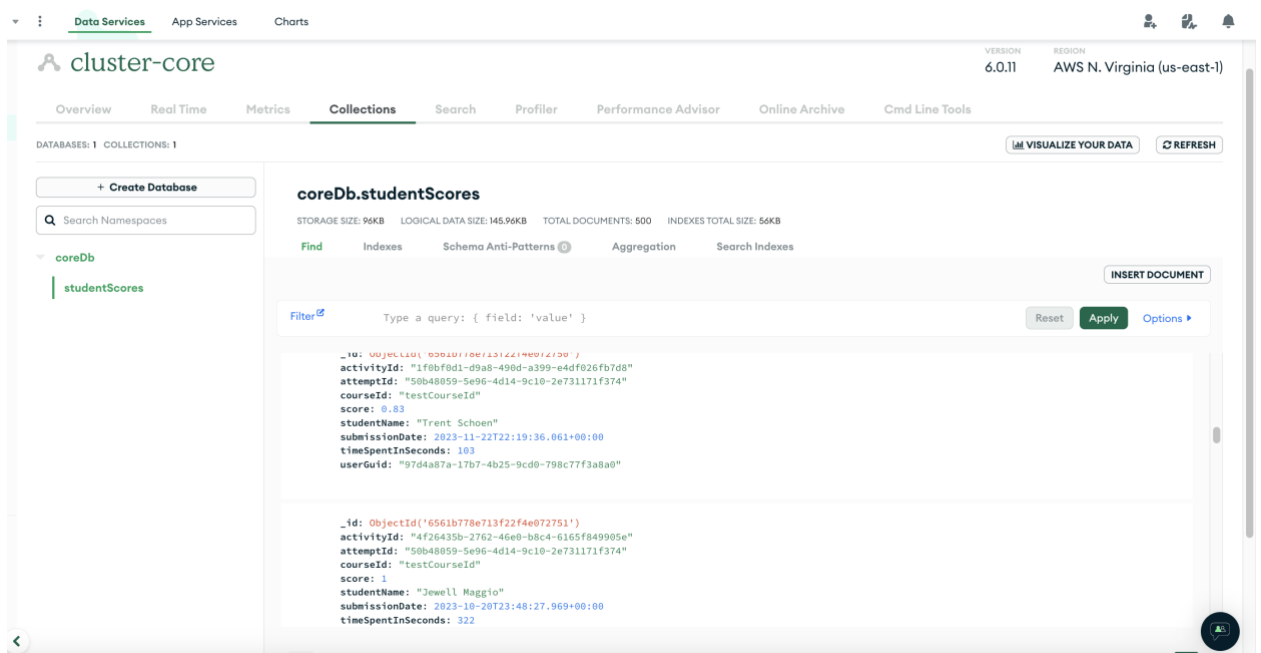 Data Services App Services Charts
cluster-core
VERSION REGION
6.0.11 AWS N. Virginia (us-east-1)
Overview Real Time Metrics Collections Search Profiler Performance Advisor Online Archive Cmd Line Tools
DATABASES: 1 COLLECTIONS: 1
VISUALIZE YOUR DATA REFRESH
+ Create Database
Search Namespaces
coreDb
studentScores
coreDb.studentScores
STORAGE SIZE: 96KB LOGICAL DATA SIZE: 145.96KB TOTAL DOCUMENTS: 500 INDEXES TOTAL SIZE: 56KB
Find Indexes Schema Anti-Patterns 0 Aggregation Search Indexes
INSERT DOCUMENT
Filter Type a query: { field: 'value' } Reset Apply Options
_id: ObjectId('6561b778e713f22f4e072750')
activityId: "1f0bf0d1-d9a8-490d-a399-e4df026fb7d8"
attemptId: "50b48059-5e96-4d14-9c10-2e731171f374"
courseId: "testCourseId"
score: 0.83
studentName: "Trent Schoen"
submissionDate: 2023-11-22T22:19:36.061+00:00
timeSpentInSeconds: 103
userGuid: "97d4a87a-17b7-4b25-9cd0-798c77f3a8a0"
_id: ObjectId('6561b778e713f22f4e072751')
activityId: "4f26435b-2762-46e0-b8c4-6165f849905e"
attemptId: "50b48059-5e96-4d14-9c10-2e731171f374"
courseId: "testCourseId"
score: 1
studentName: "Jewell Maggio"
submissionDate: 2023-10-20T23:48:27.969+00:00
timeSpentInSeconds: 322